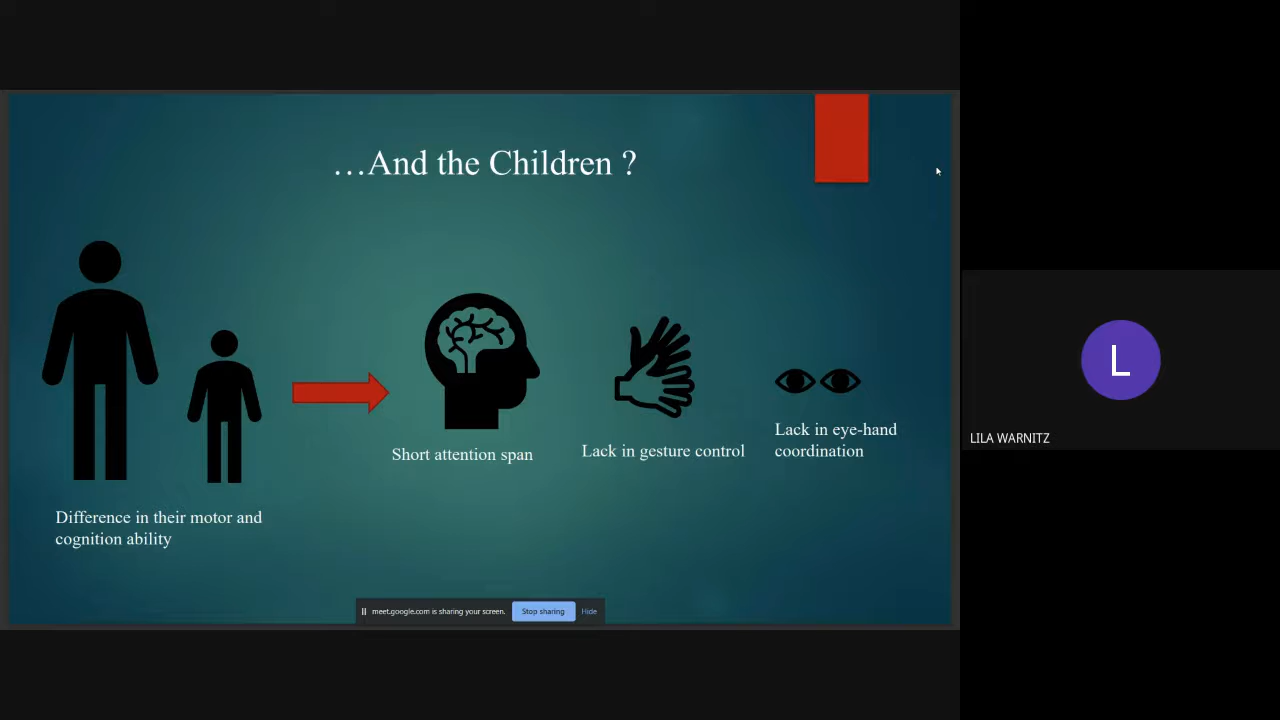 …And the Children ?
Short attention span
Lack in gesture control
Lack in eye-hand
coordination
Difference in their motor and
cognition ability
meet.google.com is sharing your screen.
Stop sharing
Hide
L
LILA WARNITZ